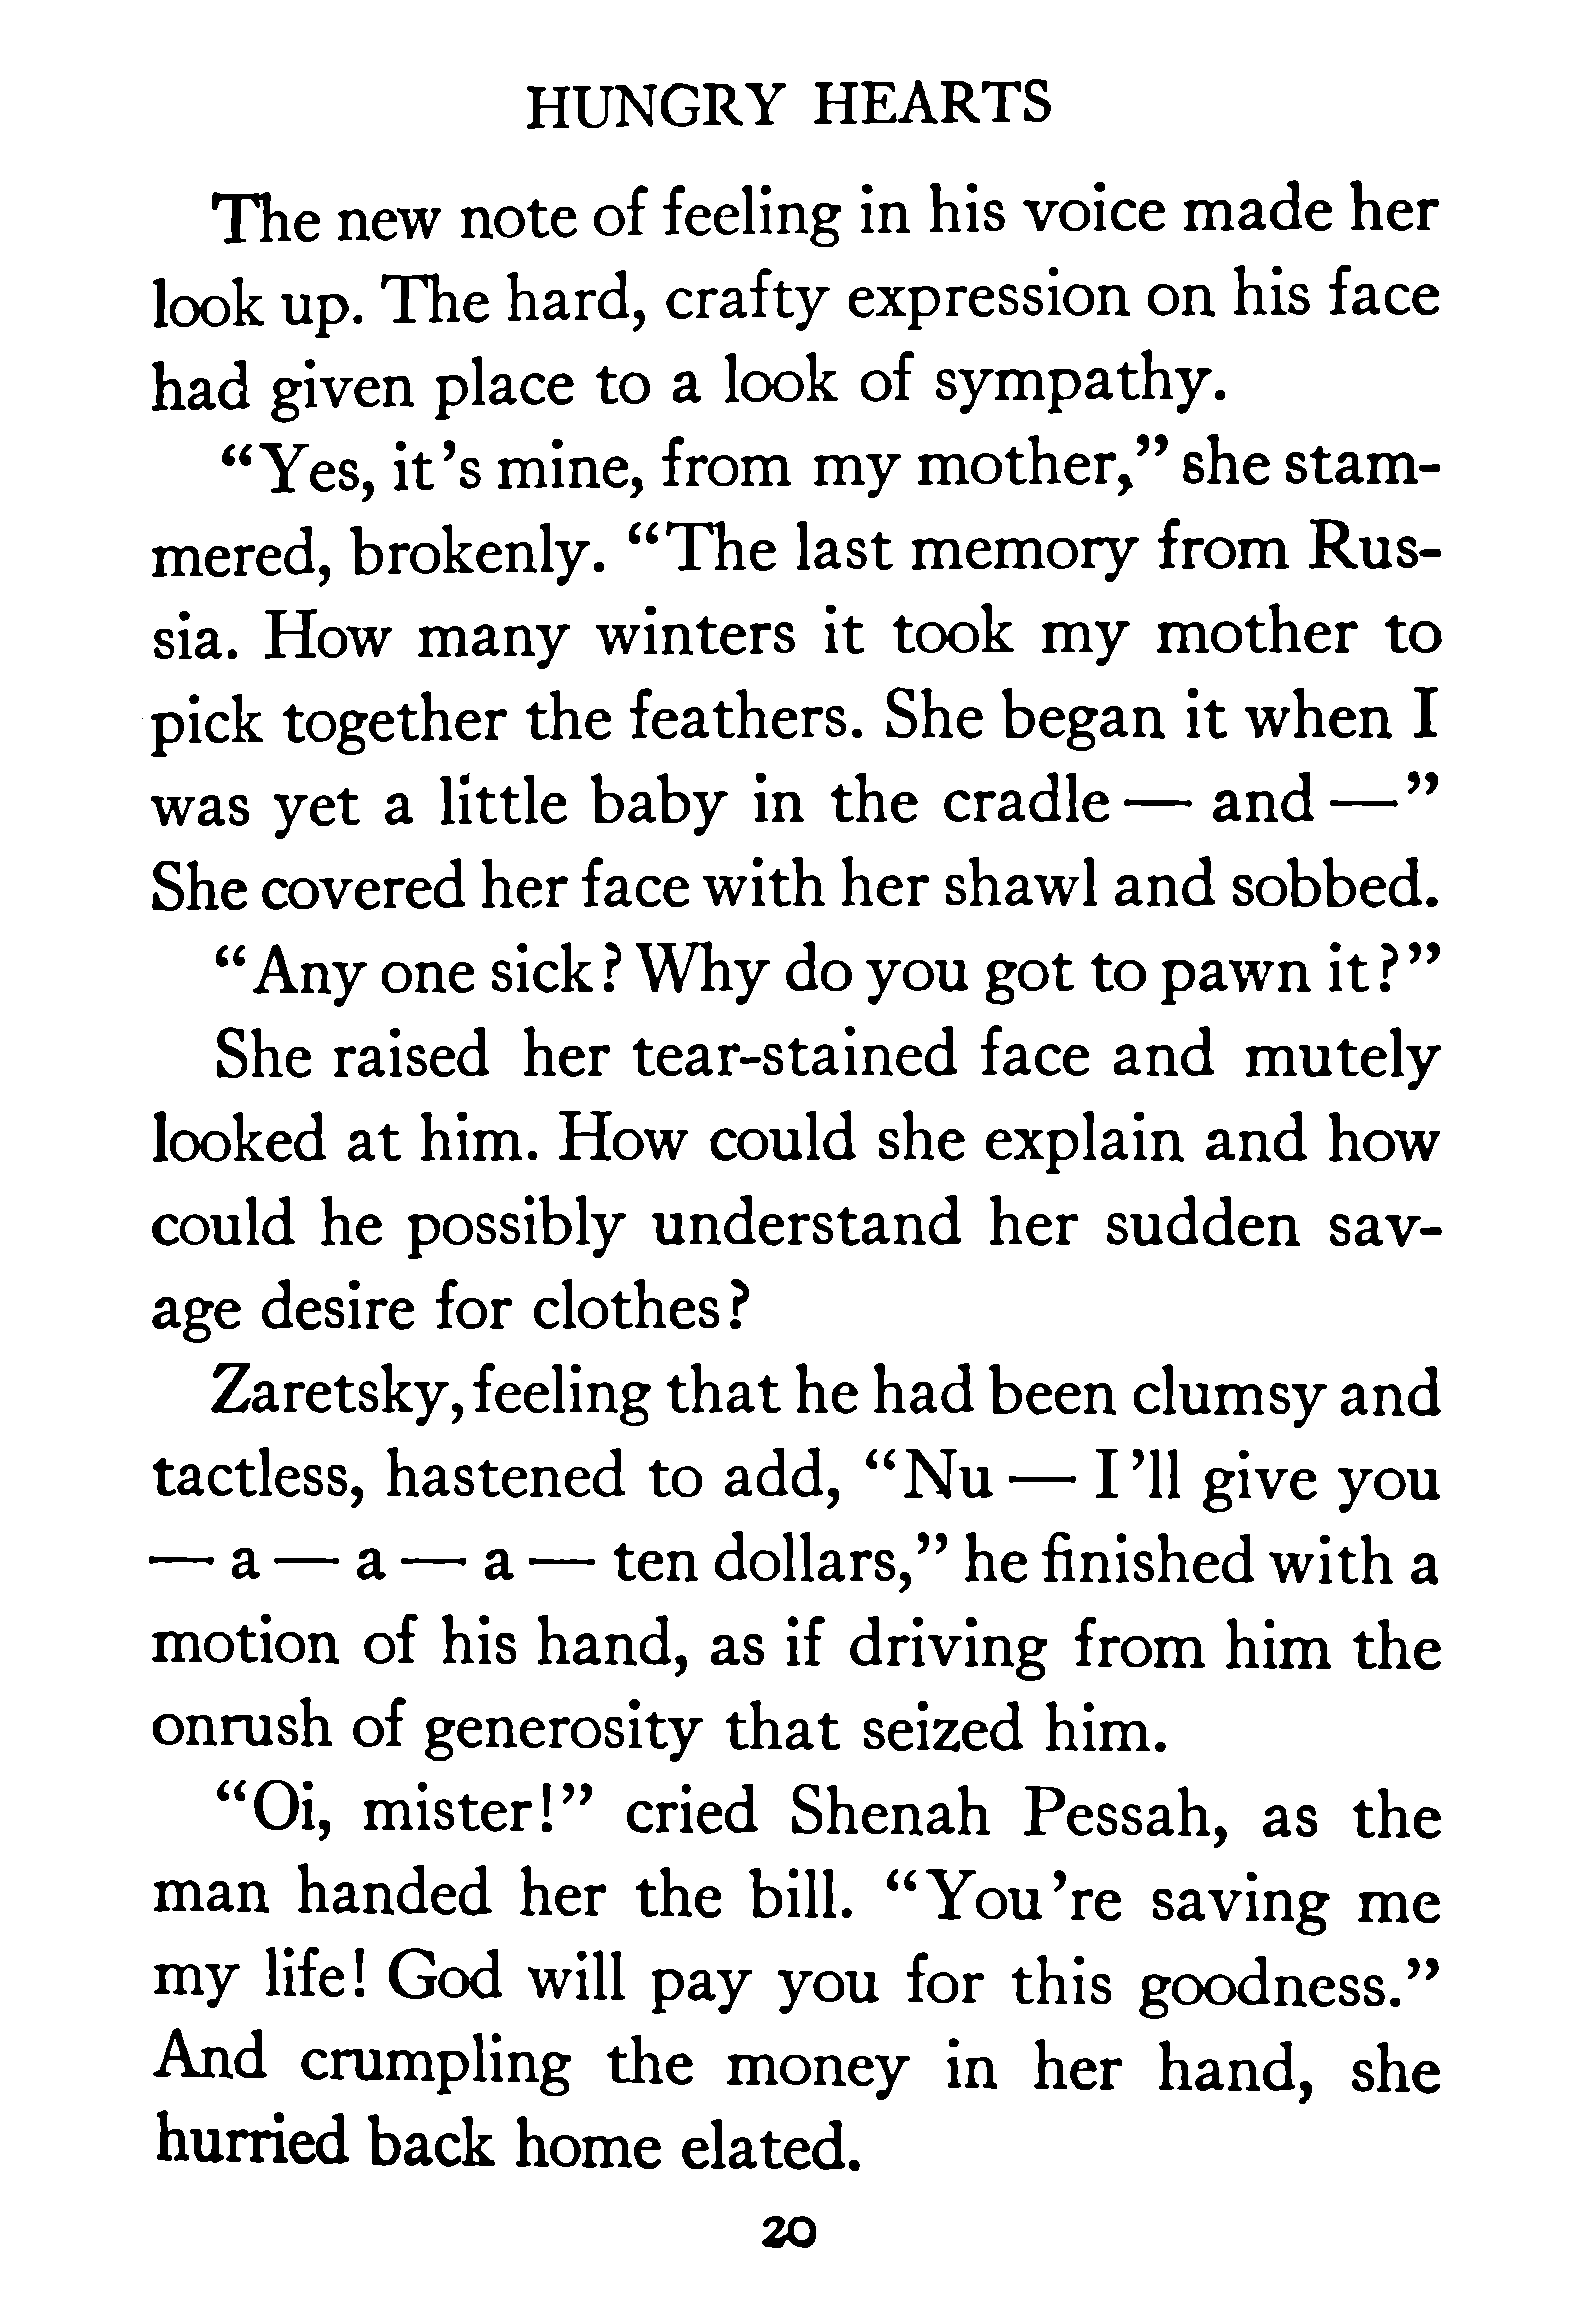 HUNGRY HEARTS
The new note of feeling in his voice made her
look up. The hard, crafty expression on his face
had given place to a look of sympathy.
“Yes, it’s mine, from my mother,” she stam-
mered, brokenly. “The last memory from Rus-
sia. How many winters it took my mother to
pick together the feathers. She began it when I
was yet a little baby in the cradle — and —”
She covered her face with her shawl and sobbed.
“Any one sick? Why do you got to pawn it?”
She raised her tear-stained face and mutely
looked at him. How could she explain and how
could he possibly understand her sudden sav-
age desire for clothes?
Zaretsky, feeling that he had been clumsy and
tactless, hastened to add, “Nu — I’ll give you
— a — a — a — ten dollars,” he finished with a
motion of his hand, as if driving from him the
onrush of generosity that seized him.
“Oi, mister!” cried Shenah Pessah, as the
man handed her the bill. “You’re saving me
my life! God will pay you for this goodness.”
And crumpling the money in her hand, she
hurried back home elated.
20